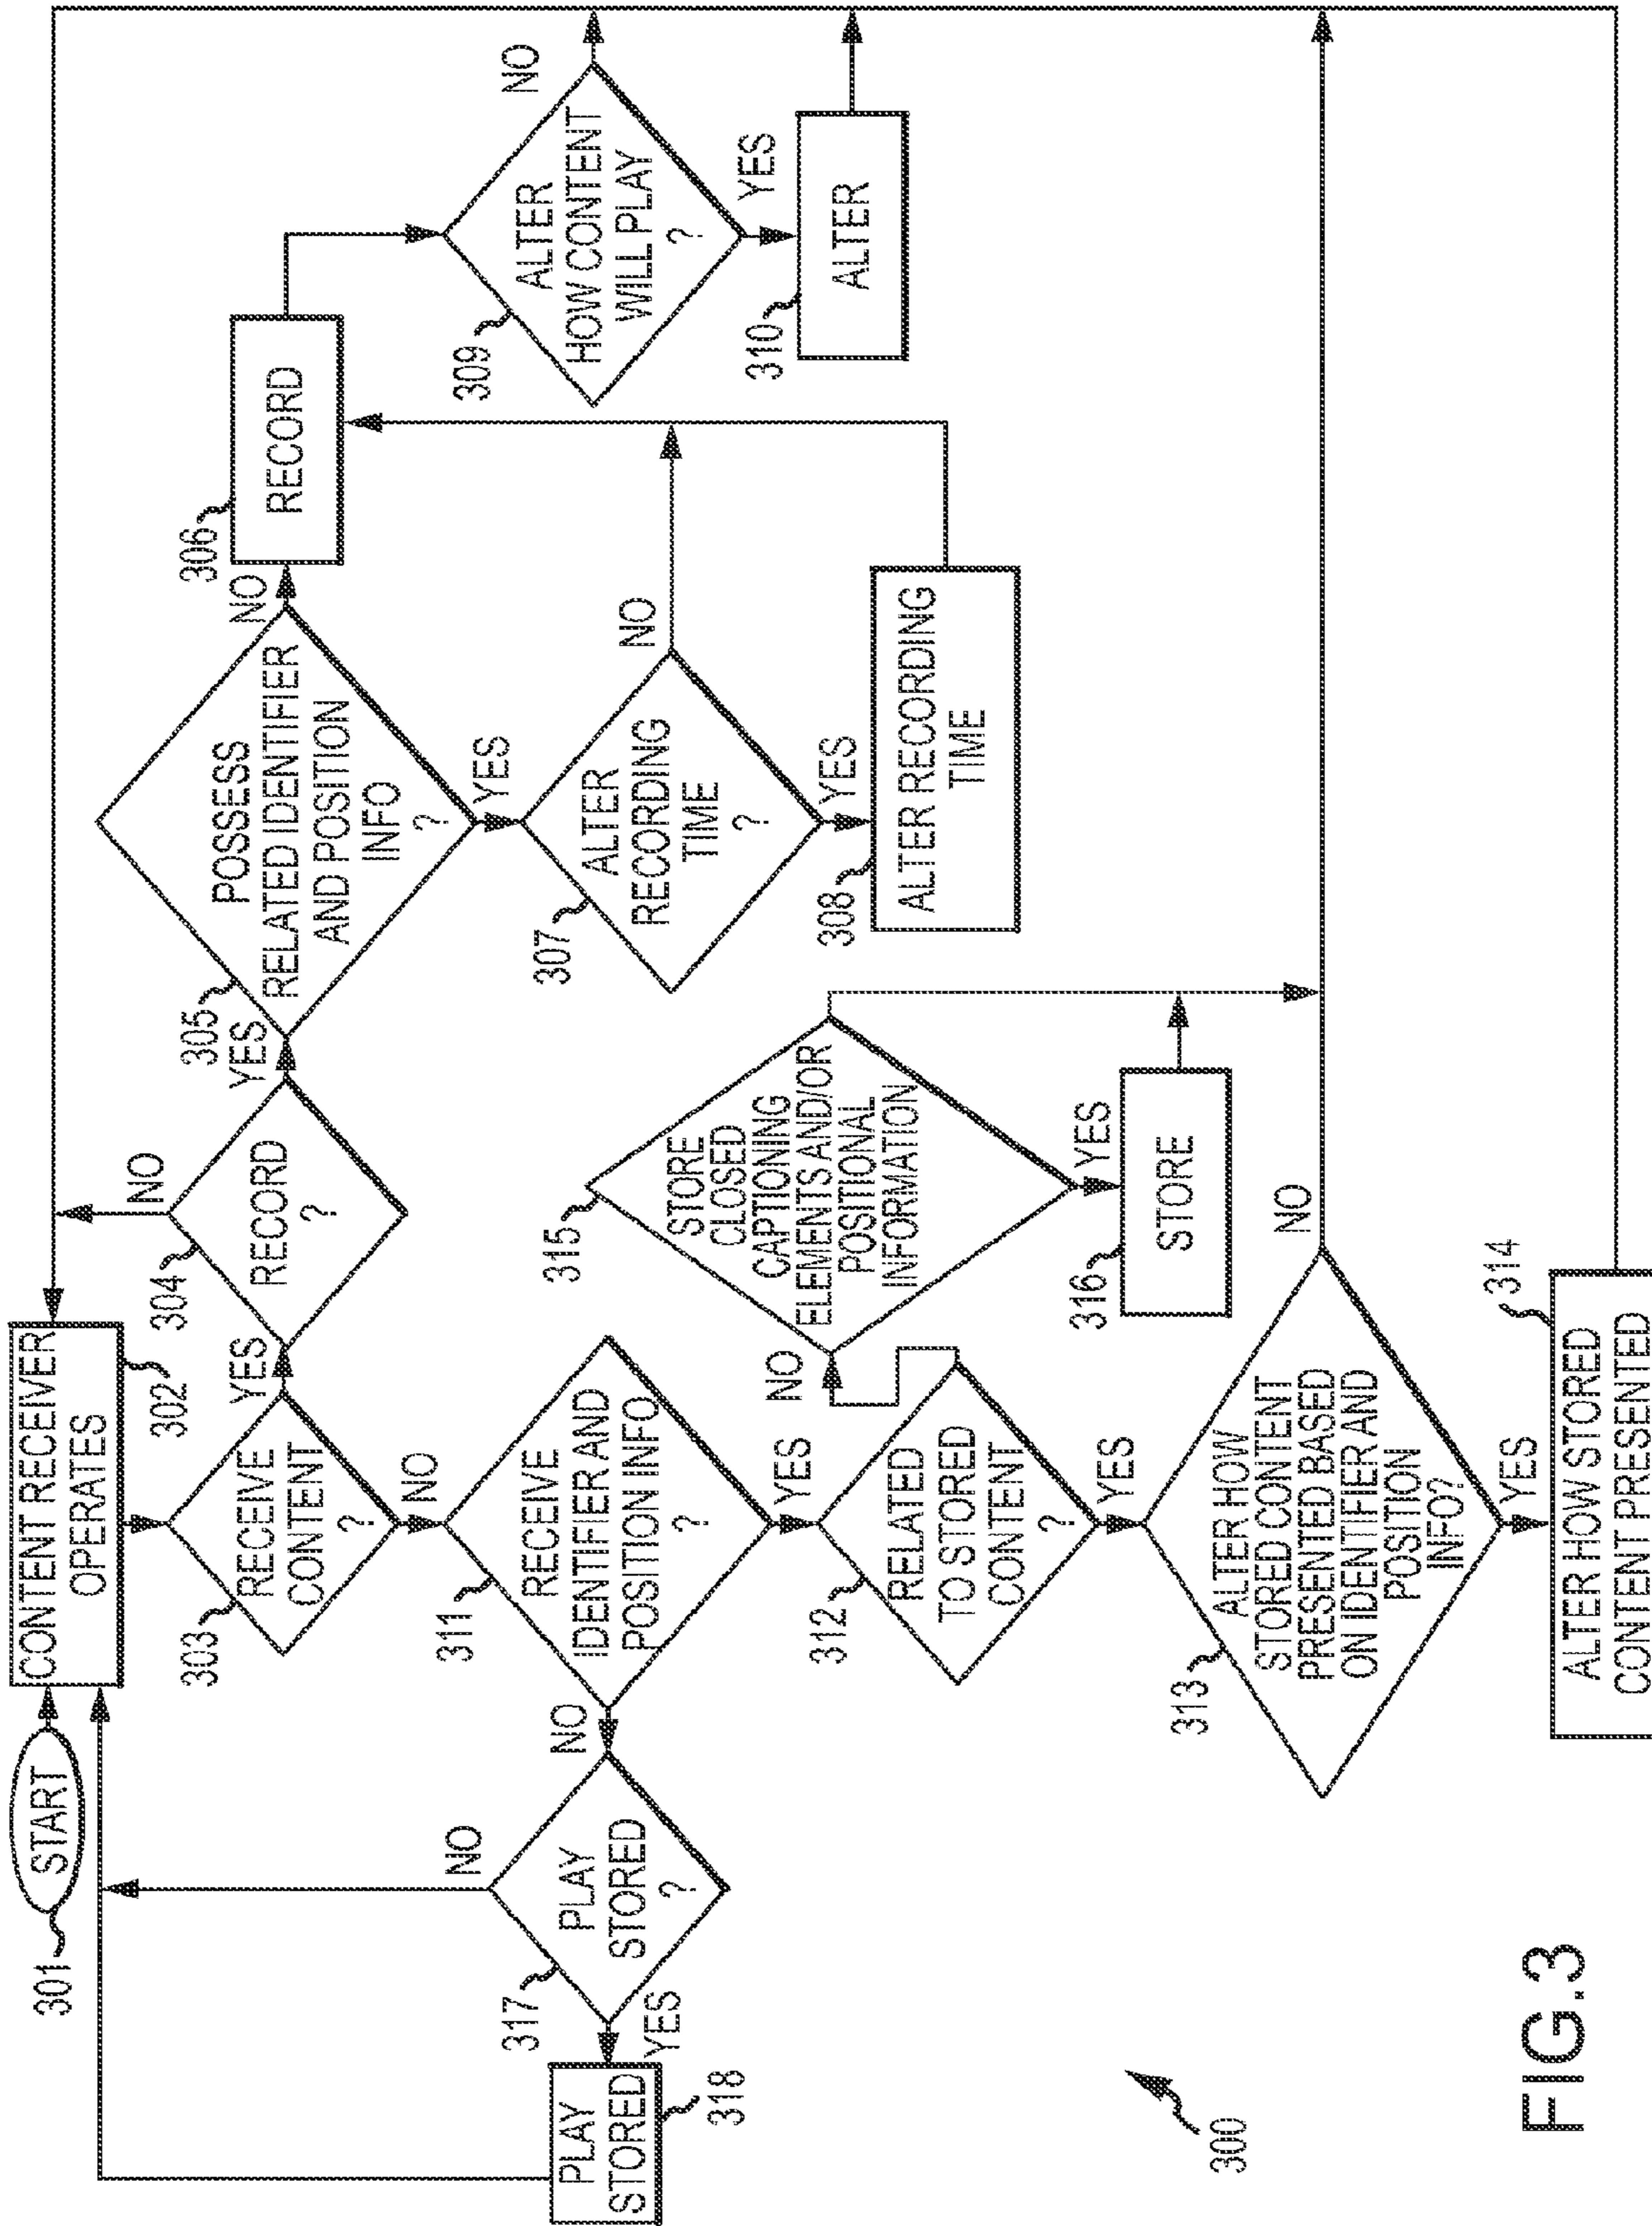 301
START
CONTENT RECEIVER
OPERATES
302
303
RECEIVE
CONTENT
?
YES
NO
304
RECORD
?
NO
YES
305
POSSESS
RELATED IDENTIFIER
AND POSITION
INFO
?
NO
YES
306
RECORD
307
ALTER
RECORDING
TIME
?
NO
YES
308
ALTER RECORDING
TIME
309
ALTER
HOW CONTENT
WILL PLAY
?
NO
YES
310
ALTER
311
RECEIVE
IDENTIFIER AND
POSITION INFO
?
NO
YES
312
RELATED
TO STORED
CONTENT
?
NO
YES
313
ALTER HOW
STORED CONTENT
PRESENTED BASED
ON IDENTIFIER AND
POSITION
INFO?
NO
YES
314
ALTER HOW STORED
CONTENT PRESENTED
315
STORE
CLOSED
CAPTIONING
ELEMENTS AND/OR
POSITIONAL
INFORMATION
YES
316
STORE
317
PLAY
STORED
?
NO
YES
318
PLAY
STORED
300
FIG.3